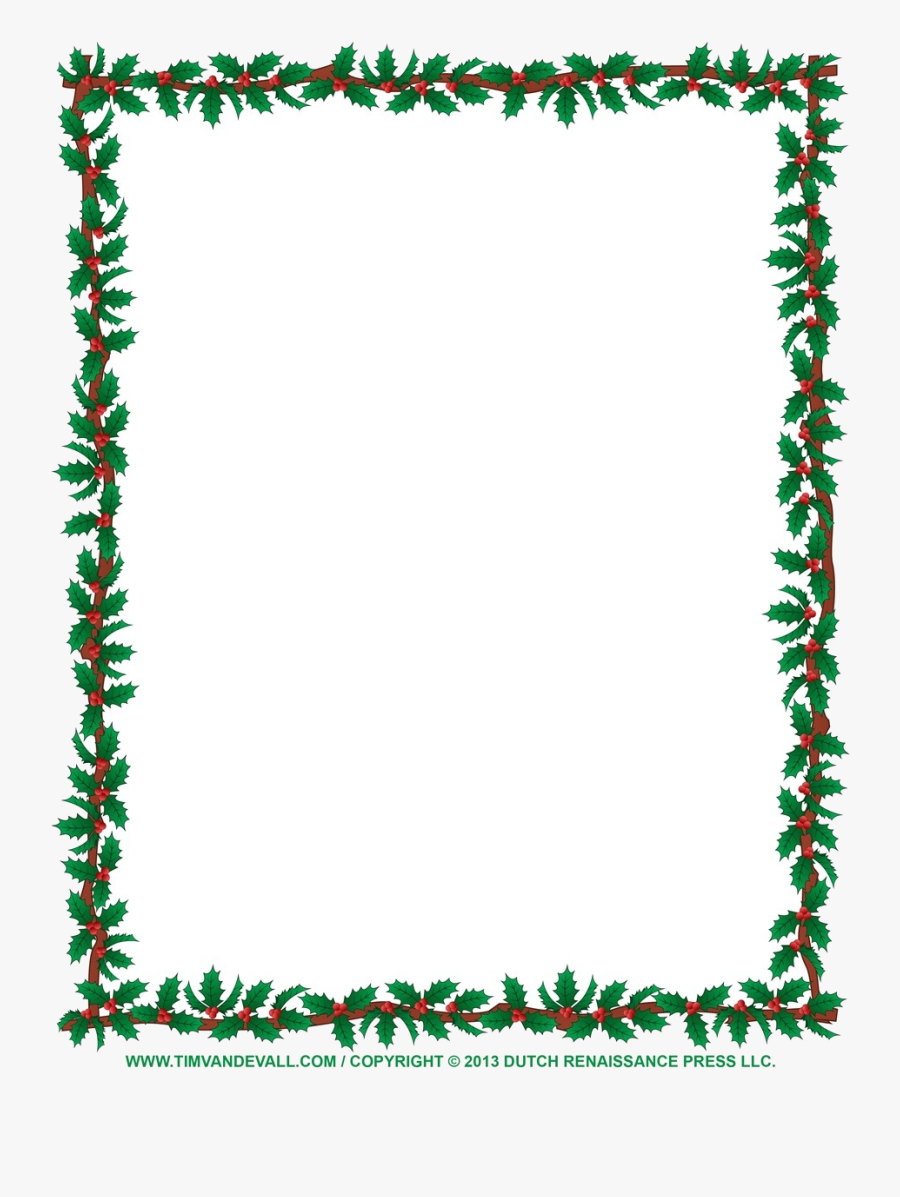 WWW.TIMVANDEVALL.COM / COPYRIGHT © 2013 DUTCH RENAISSANCE PRESS LLC.